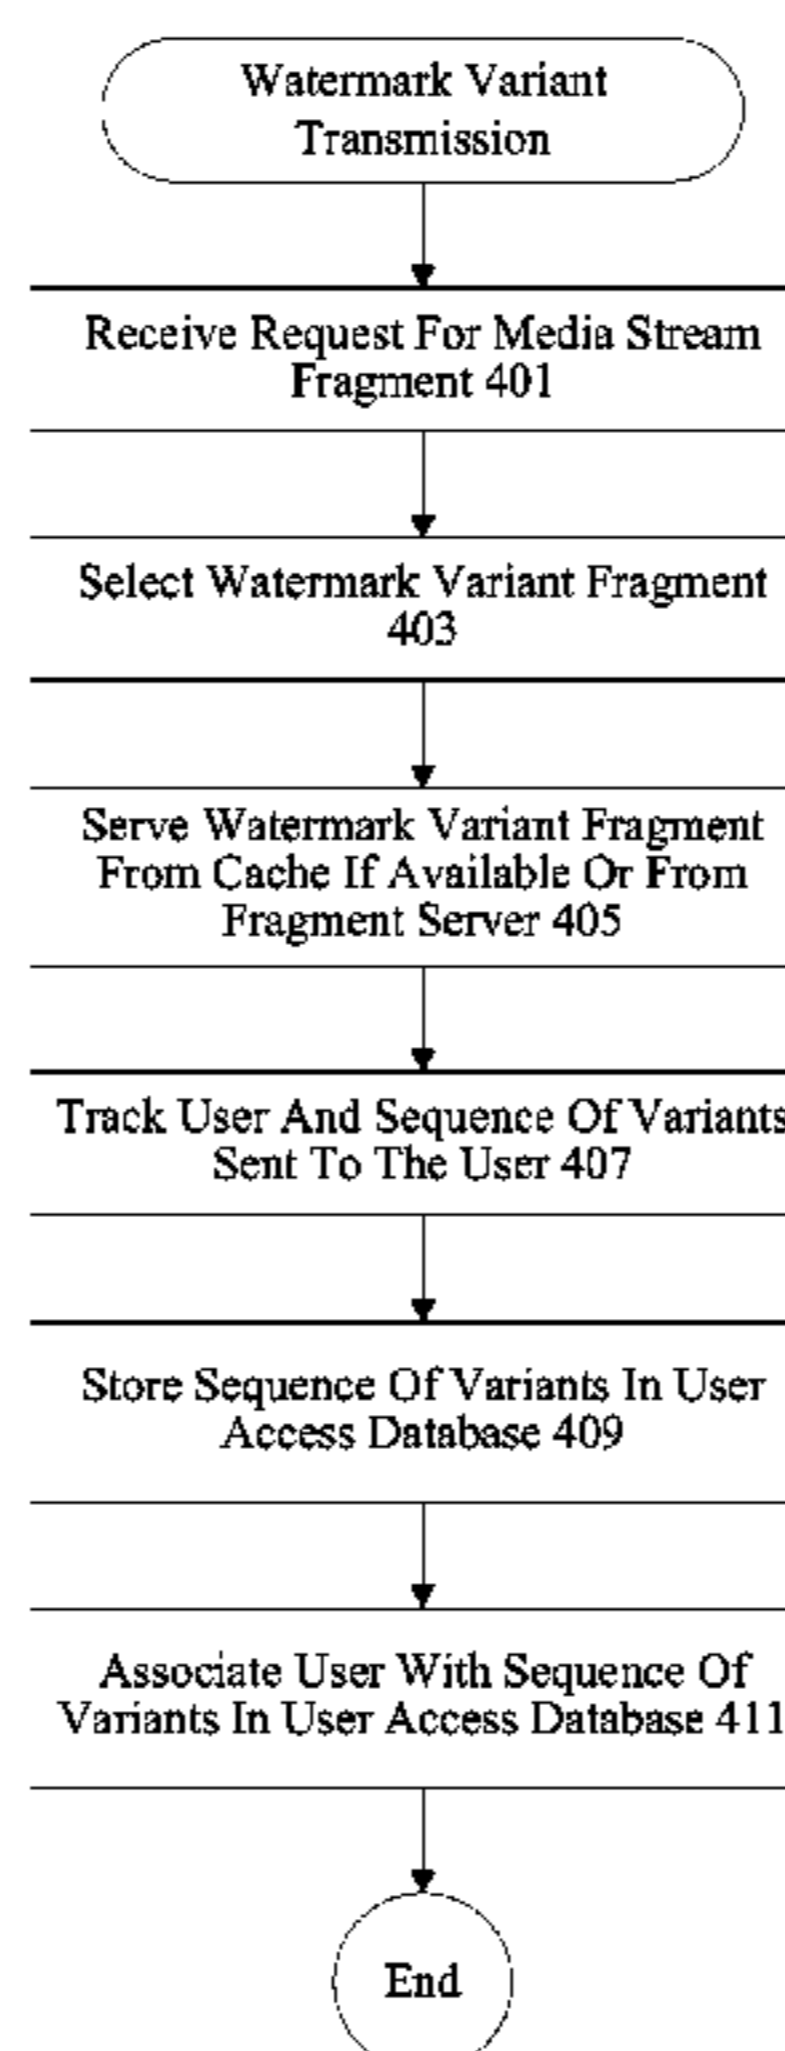 Watermark Variant
Transmission
Receive Request For Media Stream
Fragment 401
Select Watermark Variant Fragment
403
Serve Watermark Variant Fragment
From Cache If Available Or From
Fragment Server 405
Track User And Sequence Of Variants
Sent To The User 407
Store Sequence Of Variants In User
Access Database 409
Associate User With Sequence Of
Variants In User Access Database 411
End